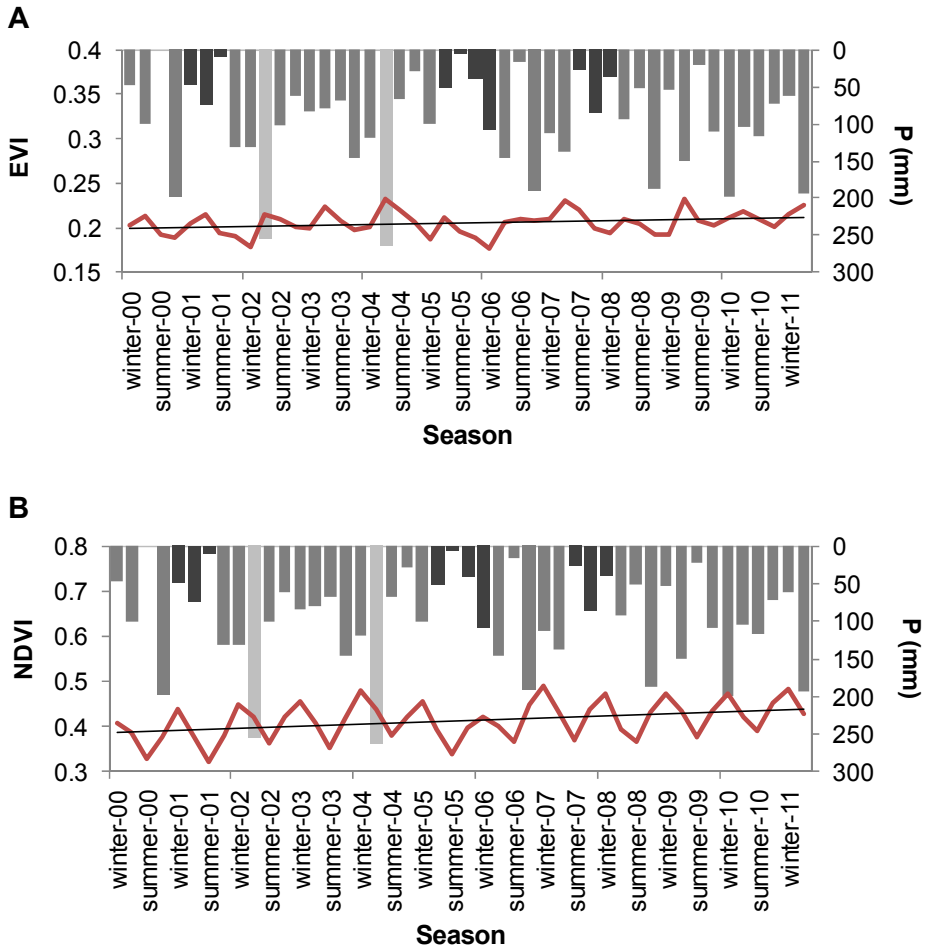 A
0.4
0.35
0.3
0.25
0.2
0.15
EVI
0
50
100
150
200
250
300
P (mm)
winter-00
summer-00
winter-01
summer-01
winter-02
summer-02
winter-03
summer-03
winter-04
summer-04
winter-05
summer-05
winter-06
summer-06
winter-07
summer-07
winter-08
summer-08
winter-09
summer-09
winter-10
summer-10
winter-11
Season
B
0.8
0.7
0.6
0.5
0.4
0.3
NDVI
0
50
100
150
200
250
300
P (mm)
winter-00
summer-00
winter-01
summer-01
winter-02
summer-02
winter-03
summer-03
winter-04
summer-04
winter-05
summer-05
winter-06
summer-06
winter-07
summer-07
winter-08
summer-08
winter-09
summer-09
winter-10
summer-10
winter-11
Season